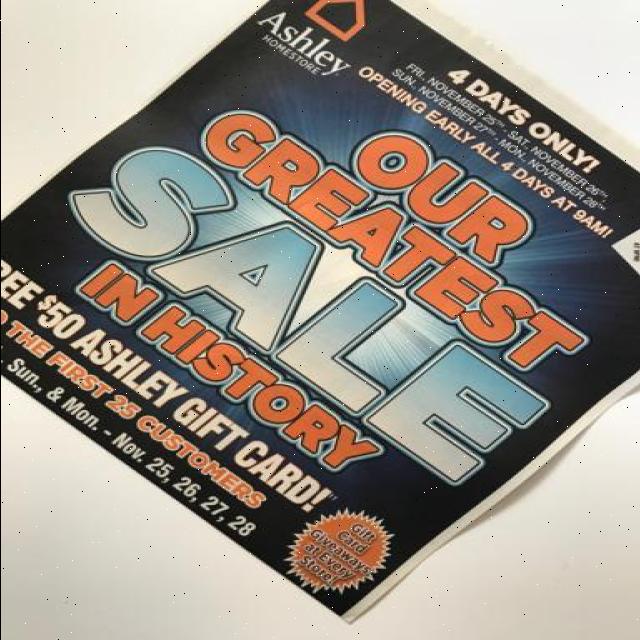 Ashley
HOMESTORE
4 DAYS ONLY!
FRI. NOVEMBER 25TH, SAT. NOVEMBER 26TH,
SUN. NOVEMBER 27TH, MON. NOVEMBER 28TH
OPENING EARLY ALL 4 DAYS AT 9AM!
OUR
GREATEST
SALE
IN HISTORY
REE $50 ASHLEY GIFT CARD!
THE FIRST 25 CUSTOMERS
Sun., & Mon. - Nov. 25, 26, 27, 28
Gift
Card
Giveaways
at every
store!